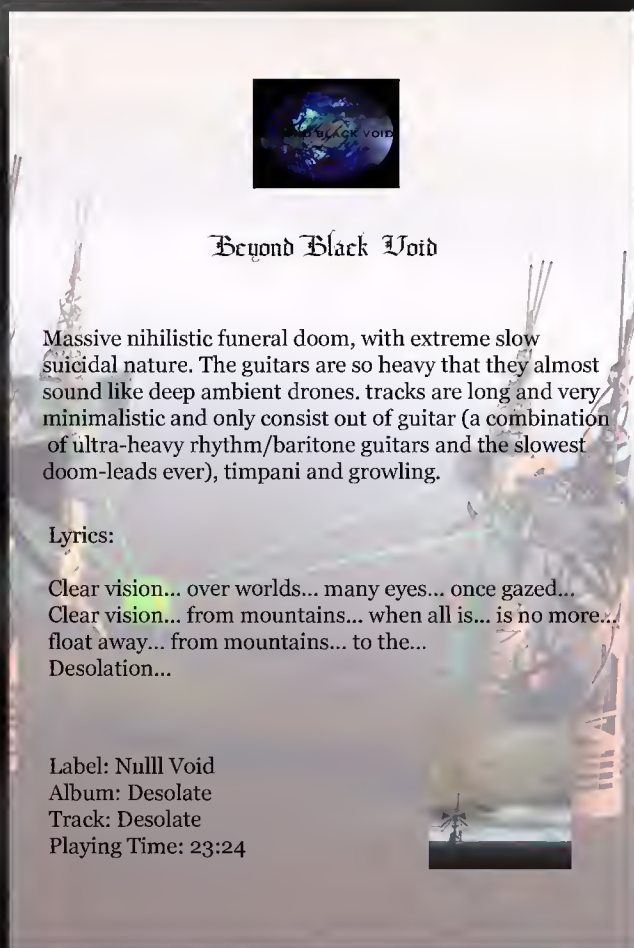 BLACK VOID
Beyond Black Void
Massive nihilistic funeral doom, with extreme slow
suicidal nature. The guitars are so heavy that they almost
sound like deep ambient drones. tracks are long and very
minimalistic and only consist out of guitar (a combination
of ultra-heavy rhythm/baritone guitars and the slowest
doom-leads ever), timpani and growling.
Lyrics:
Clear vision... over worlds... many eyes... once gazed...
Clear vision... from mountains... when all is... is no more...
float away... from mountains... to the...
Desolation...
Label: Nulll Void
Album: Desolate
Track: Desolate
Playing Time: 23:24